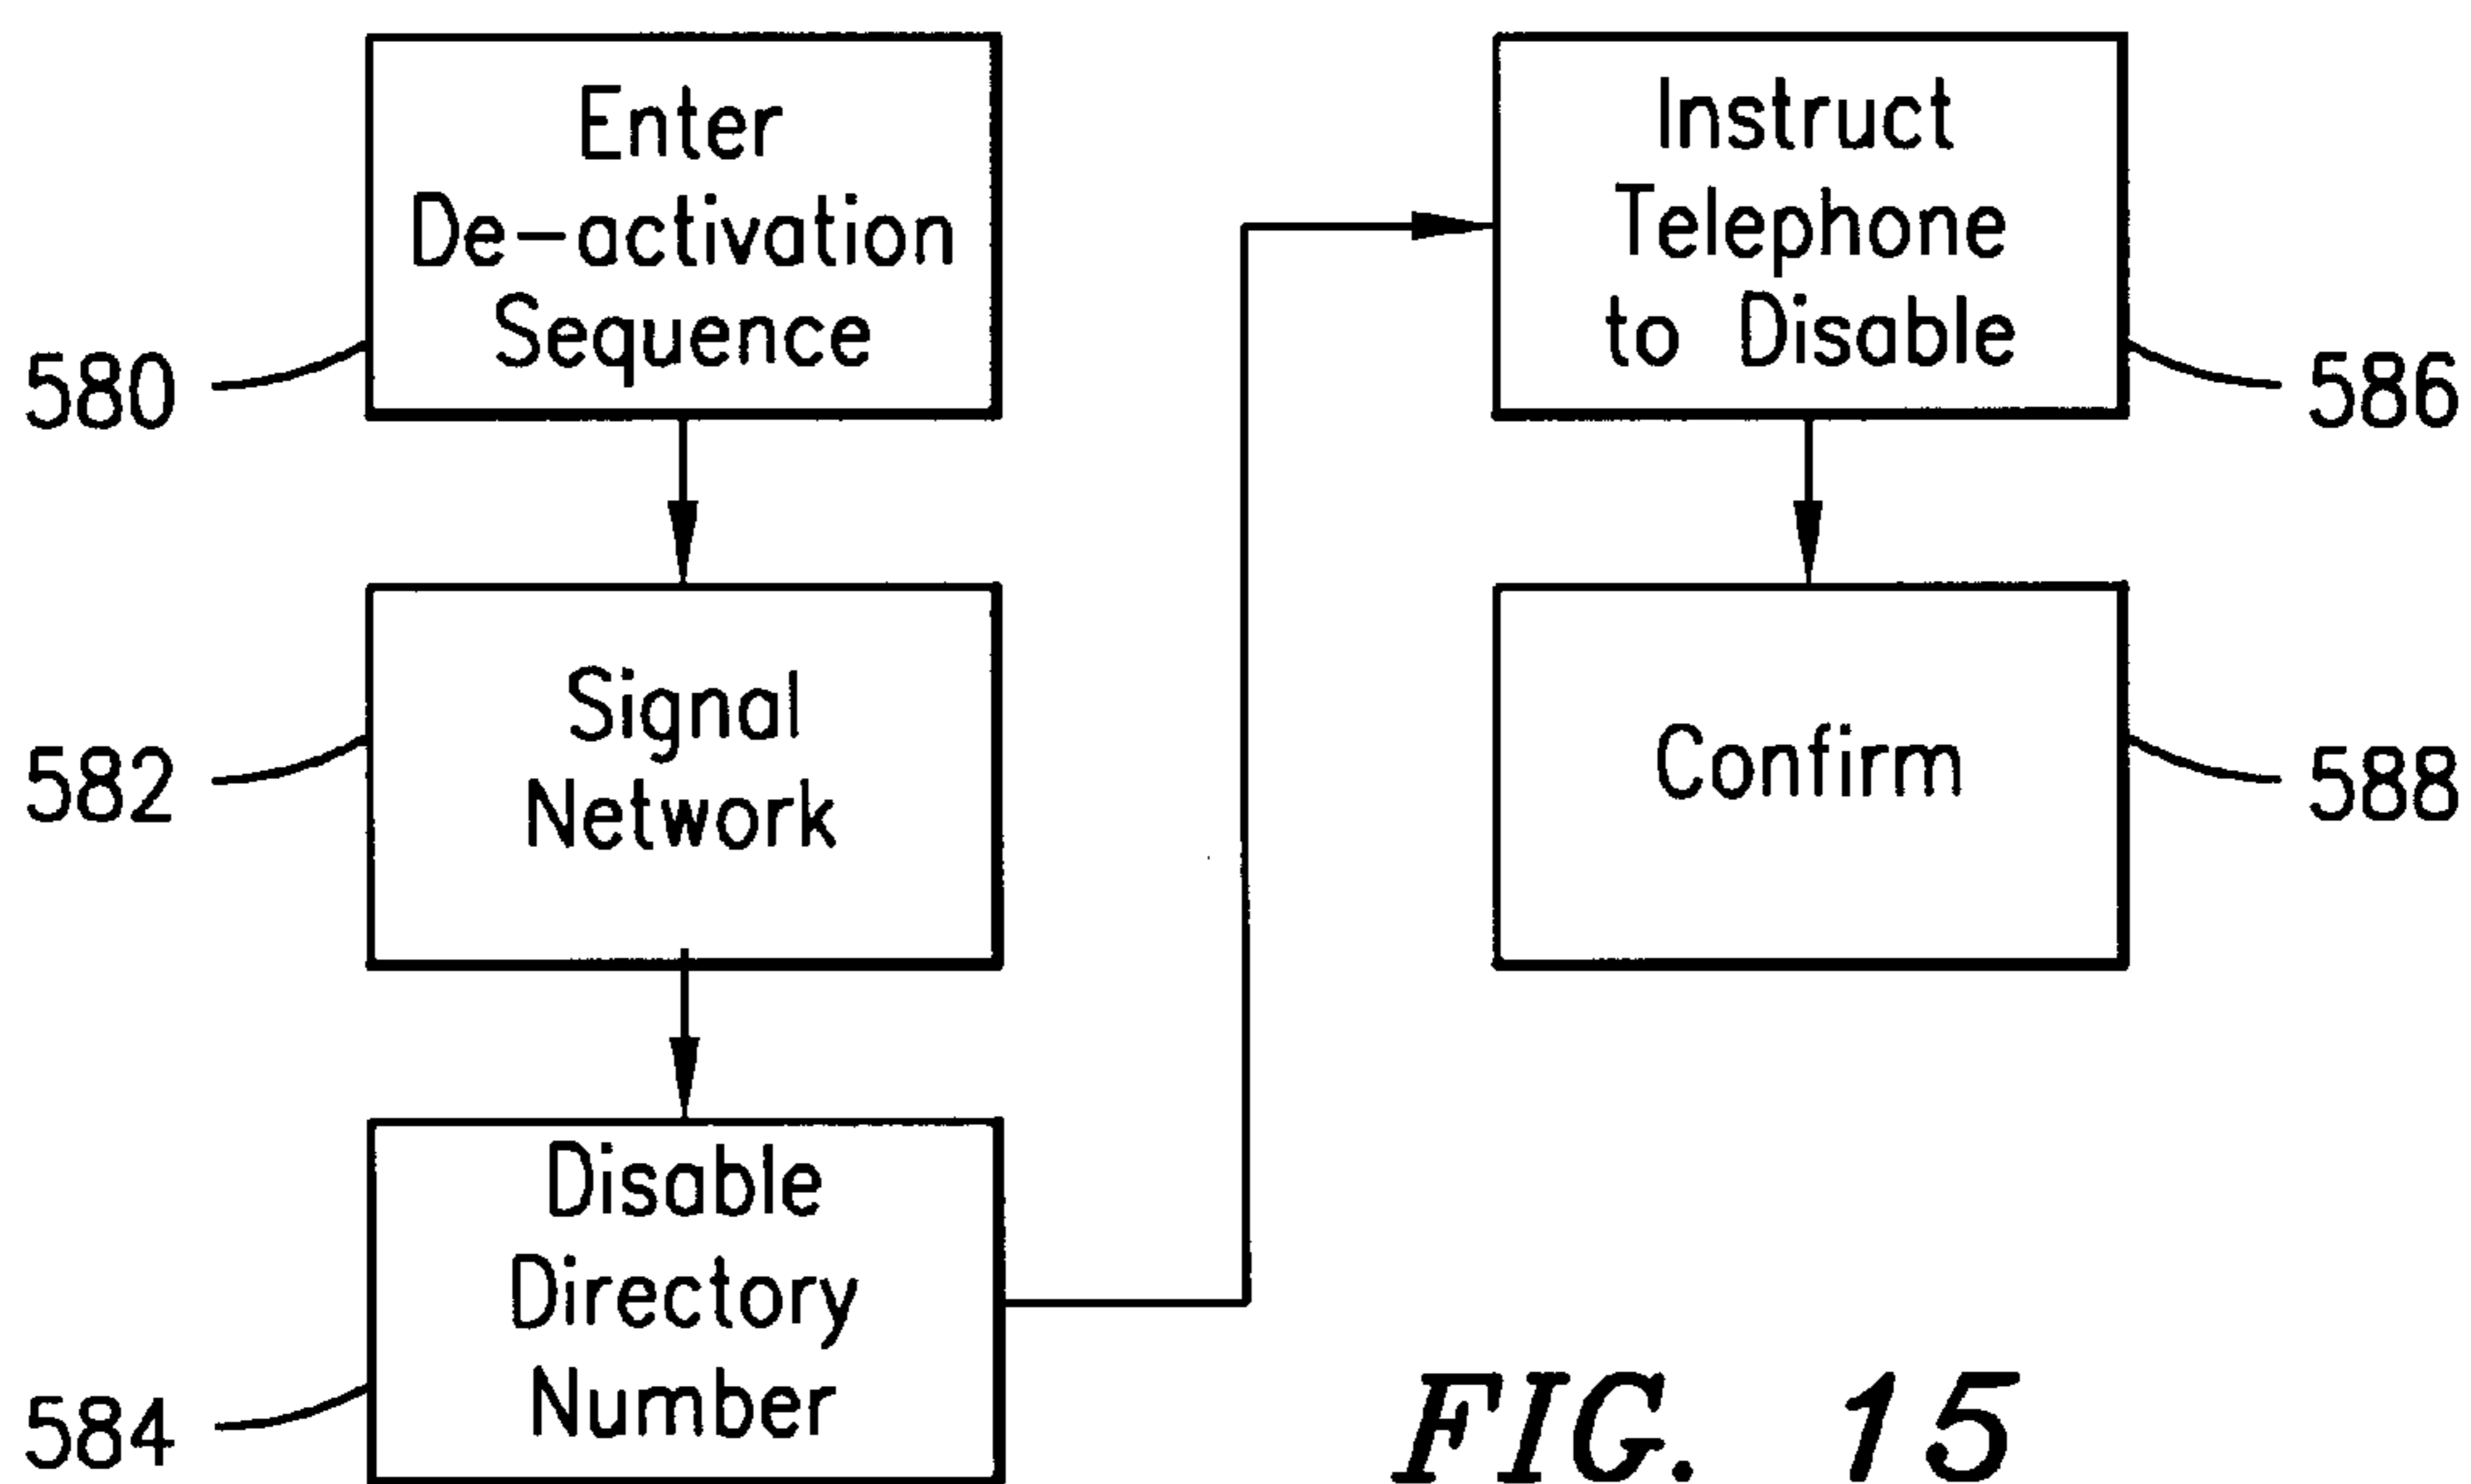 Enter
De-activation
Sequence
580
Signal
Network
582
Disable
Directory
Number
584
Instruct
Telephone
to Disable
586
Confirm
588
FIG. 15